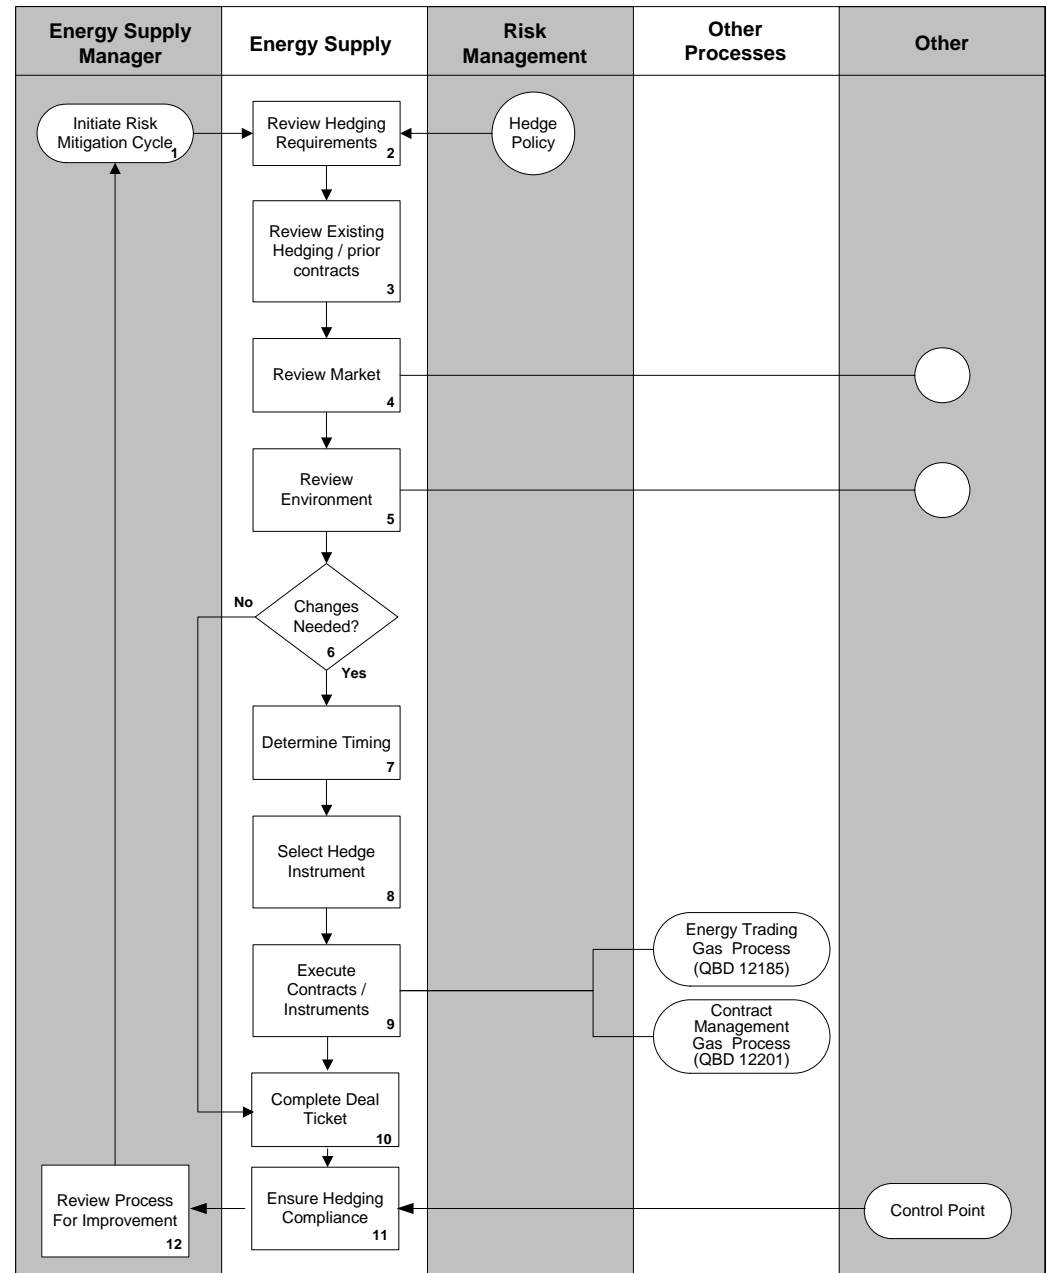 Energy Supply
Manager
Energy Supply
Risk
Management
Other
Processes
Other
Initiate Risk
Mitigation Cycle
1
Review Hedging
Requirements
2
Hedge
Policy
Review Existing
Hedging / prior
contracts
3
Review Market
4
Review
Environment
5
No
Changes
Needed?
6
Yes
Determine Timing
7
Select Hedge
Instrument
8
Execute
Contracts /
Instruments
9
Energy Trading
Gas Process
(QBD 12185)
Contract
Management
Gas Process
(QBD 12201)
Complete Deal
Ticket
10
Ensure Hedging
Compliance
11
Review Process
For Improvement
12
Control Point